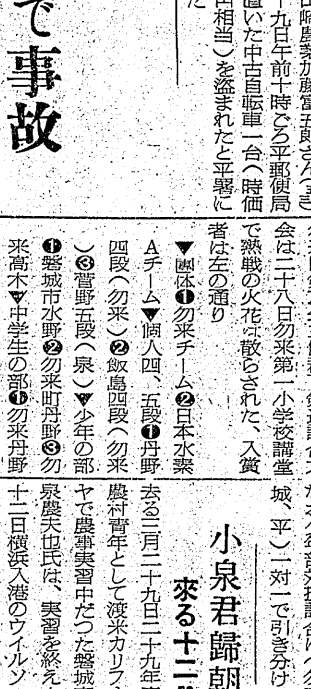 で事故
十九日午前十時ごろ平郵便局
置いた中古自転車一台（時価
相当）を盗まれたと平署に
た
会は二十八日勿来第一小学校講堂
で熱戦の火花は散らされた、入賞
者は左の通り
▼団体❶勿来チーム❷日本水素
Aチーム▼個人四、五段❶丹野
四段（勿来）❷飯島四段（勿来
）❸菅野五段（泉）▼少年の部
❶磐城市水野❷勿来町丹野❸勿
来高木▼中学生の部❶勿来丹野
城、平）一対一で引き分け
小泉君歸朝
來る十二
去る三月二十九日二十九年
農村青年として渡米カリフ
ヤで農事実習中だつた磐城
泉農夫也氏は、実習を終え
十二日横浜入港のウイルソ